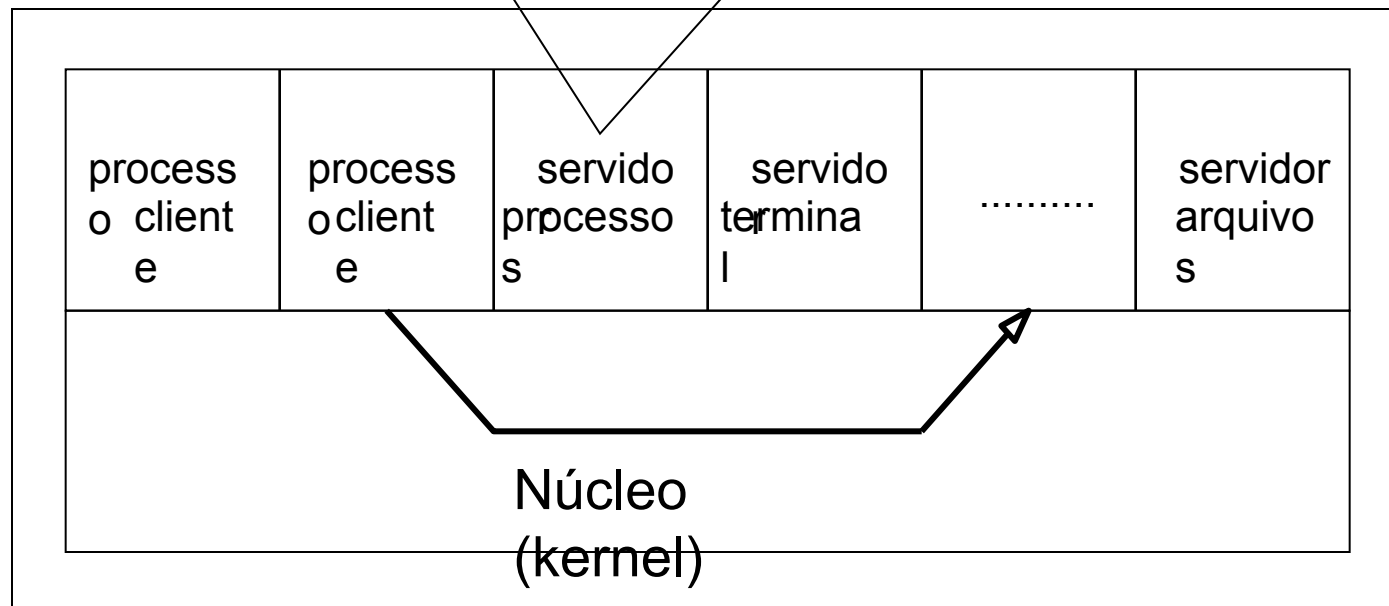 process
o client
e
process
o client
e
servido
r
processo
s
servido
r
termina
l
..........
servidor
arquivo
s
Núcleo
(kernel)